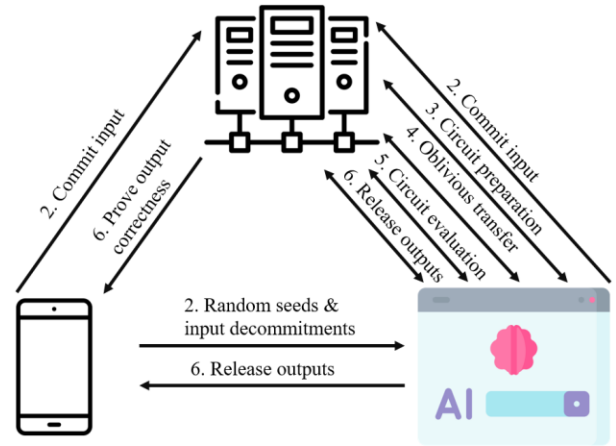 2. Commit input
6. Prove output
correctness
2. Commit input
3. Circuit preparation
4. Oblivious transfer
5. Circuit evaluation
6. Release outputs
2. Random seeds &
input decommitments
6. Release outputs
AI